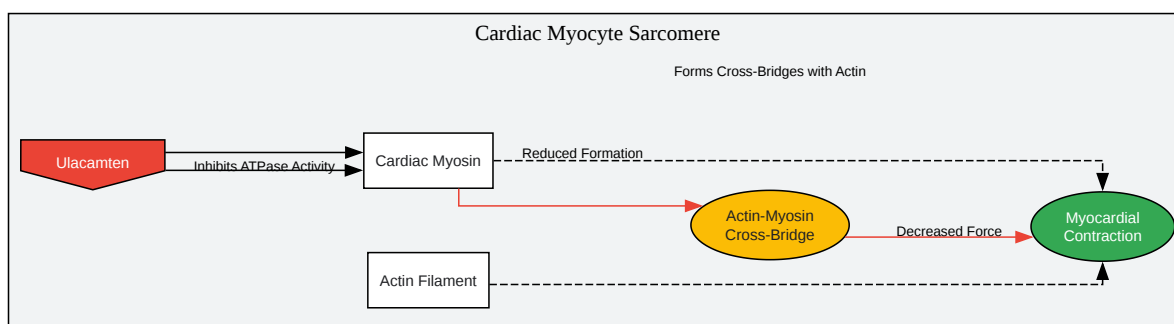 Cardiac Myocyte Sarcomere
Forms Cross-Bridges with Actin
Ulacamten
Inhibits ATPase Activity
Cardiac Myosin
Reduced Formation
Actin-Myosin
Cross-Bridge
Decreased Force
Myocardial
Contraction
Actin Filament